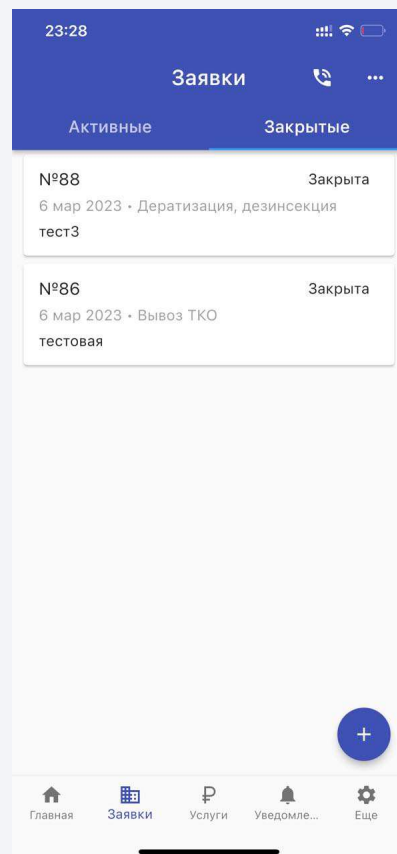 23:28
Заявки
Активные Закрытые
№88 Закрыта
6 мар 2023 • Дератизация, дезинсекция
тест3
№86 Закрыта
6 мар 2023 • Вывоз ТКО
тестовая
Главная Заявки Услуги Уведомле... Еще